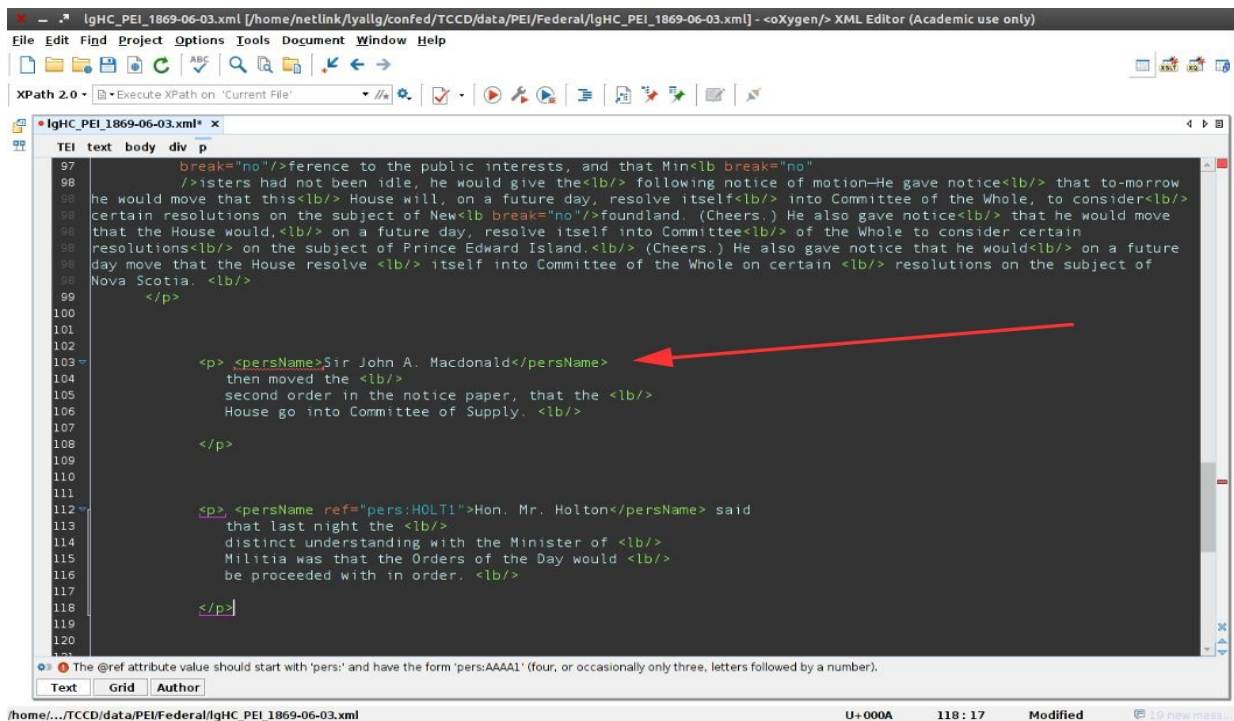 lgHC_PEI_1869-06-03.xml [/home/netlink/lyallg/confed/TCCD/data/PEI/Federal/lgHC_PEI_1869-06-03.xml] - <oXygen/> XML Editor (Academic use only)
File Edit Find Project Options Tools Document Window Help
ABC
XSLT XQ
XPath 2.0 Execute XPath on 'Current File'
lgHC_PEI_1869-06-03.xml* ×
TEI text body div p
97 break="no"/>ference to the public interests, and that Min<lb break="no"
98 />isters had not been idle, he would give the<lb/> following notice of motion—He gave notice<lb/> that to-morrow
98 he would move that this<lb/> House will, on a future day, resolve itself<lb/> into Committee of the Whole, to consider<lb/>
98 certain resolutions on the subject of New<lb break="no"/>foundland. (Cheers.) He also gave notice<lb/> that he would move
98 that the House would,<lb/> on a future day, resolve itself into Committee<lb/> of the Whole to consider certain
98 resolutions<lb/> on the subject of Prince Edward Island.<lb/> (Cheers.) He also gave notice that he would<lb/> on a future
98 day move that the House resolve <lb/> itself into Committee of the Whole on certain <lb/> resolutions on the subject of
98 Nova Scotia. <lb/>
99 </p>
100
101
102
103 <p> <persName>Sir John A. Macdonald</persName>
104 then moved the <lb/>
105 second order in the notice paper, that the <lb/>
106 House go into Committee of Supply. <lb/>
107
108 </p>
109
110
111
112 <p> <persName ref="pers:HOLT1">Hon. Mr. Holton</persName> said
113 that last night the <lb/>
114 distinct understanding with the Minister of <lb/>
115 Militia was that the Orders of the Day would <lb/>
116 be proceeded with in order. <lb/>
117
118 </p>
119
120
121
The @ref attribute value should start with 'pers:' and have the form 'pers:AAAA1' (four, or occasionally only three, letters followed by a number).
Text Grid Author
/home/.../TCCD/data/PEI/Federal/lgHC_PEI_1869-06-03.xml U+000A 118:17 Modified 19 new mess...